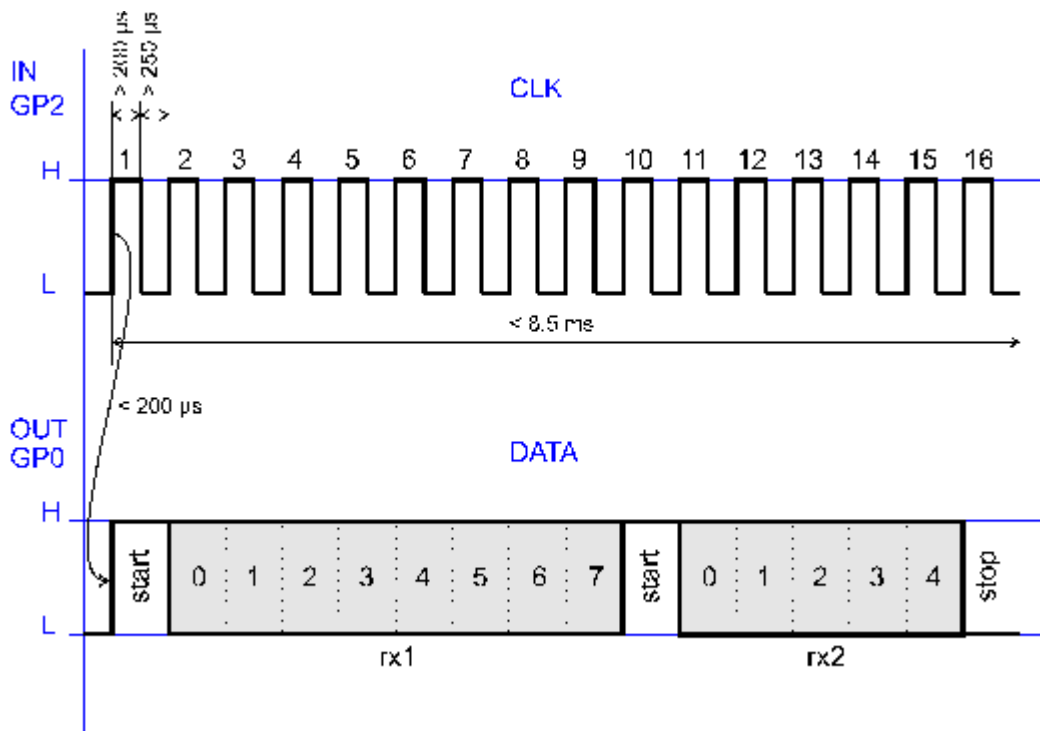 > 200 µs
> 250 µs
IN
GP2
CLK
1 2 3 4 5 6 7 8 9 10 11 12 13 14 15 16
H
L
< 8.5 ms
< 200 µs
OUT
GP0
DATA
H
start 0 1 2 3 4 5 6 7 start 0 1 2 3 4 stop
L
rx1 rx2